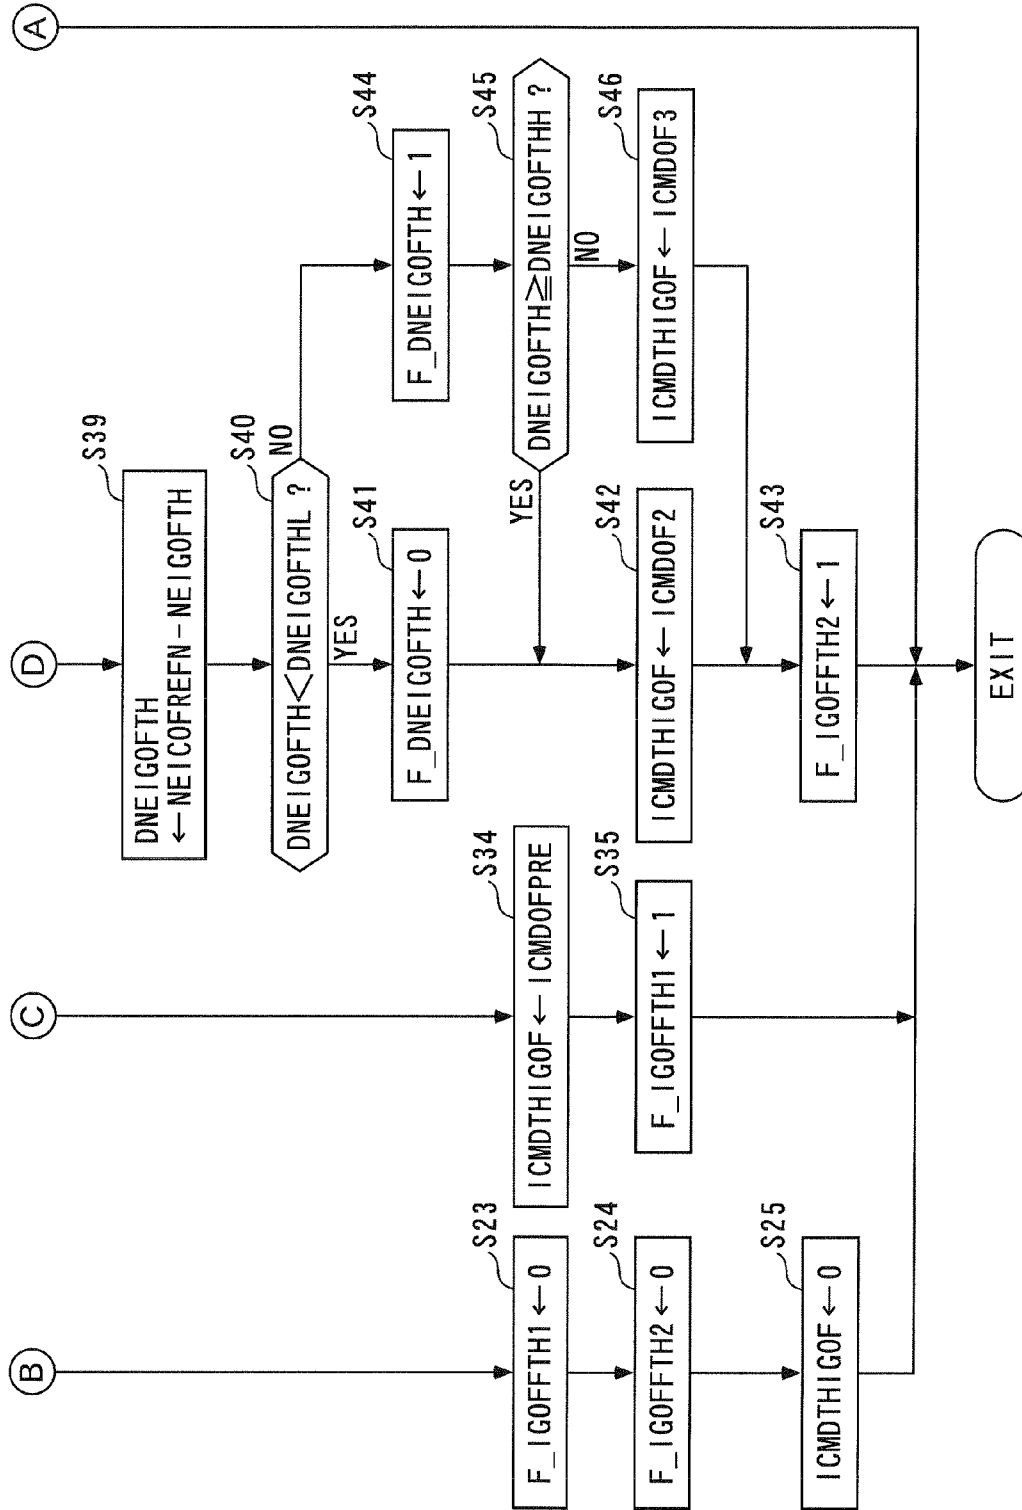 A
D
C
B
S39
DNEIGOFTH
←NEICOFREFN-NEIGOFTH
S40
DNEIGOFTH<DNEIGOFTHL ?
NO
YES
S41
F_DNEIGOFTH←0
S44
F_DNEIGOFTH←1
S45
DNEIGOFTH≧DNEIGOFTHH ?
YES
NO
S46
ICMDTHIGOF←ICMDOF3
S42
ICMDTHIGOF←ICMDOF2
S43
F_IGOFFTH2←1
S34
ICMDTHIGOF←ICMDOFPRE
S35
F_IGOFFTH1←1
S23
F_IGOFFTH1←0
S24
F_IGOFFTH2←0
S25
ICMDTHIGOF←0
EXIT